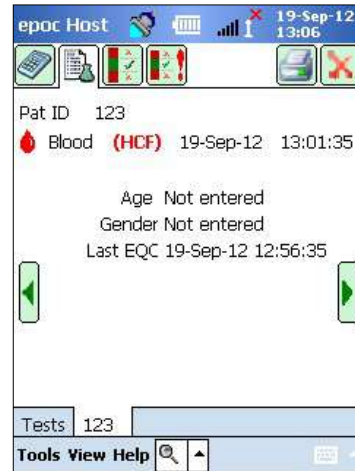 epoc Host 19-Sep-12
13:06
Pat ID 123
Blood (HCF) 19-Sep-12 13:01:35
Age Not entered
Gender Not entered
Last EQC 19-Sep-12 12:56:35
Tests 123
Tools View Help